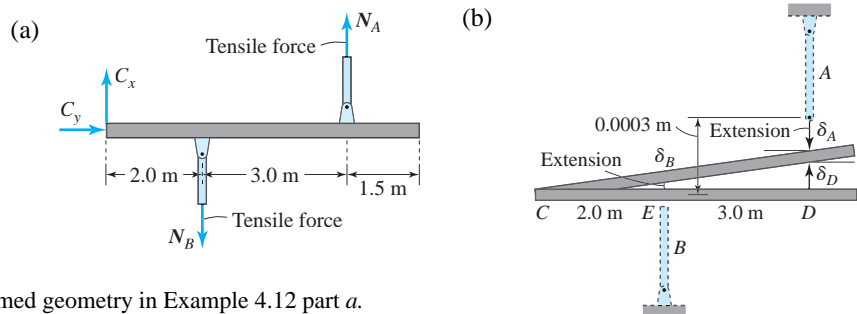 (a)
N_A
Tensile force
C_x
C_y
2.0 m
3.0 m
1.5 m
Tensile force
N_B
med geometry in Example 4.12 part a.
(b)
A
0.0003 m
Extension
δ_A
Extension
δ_B
δ_D
C 2.0 m E 3.0 m D
B